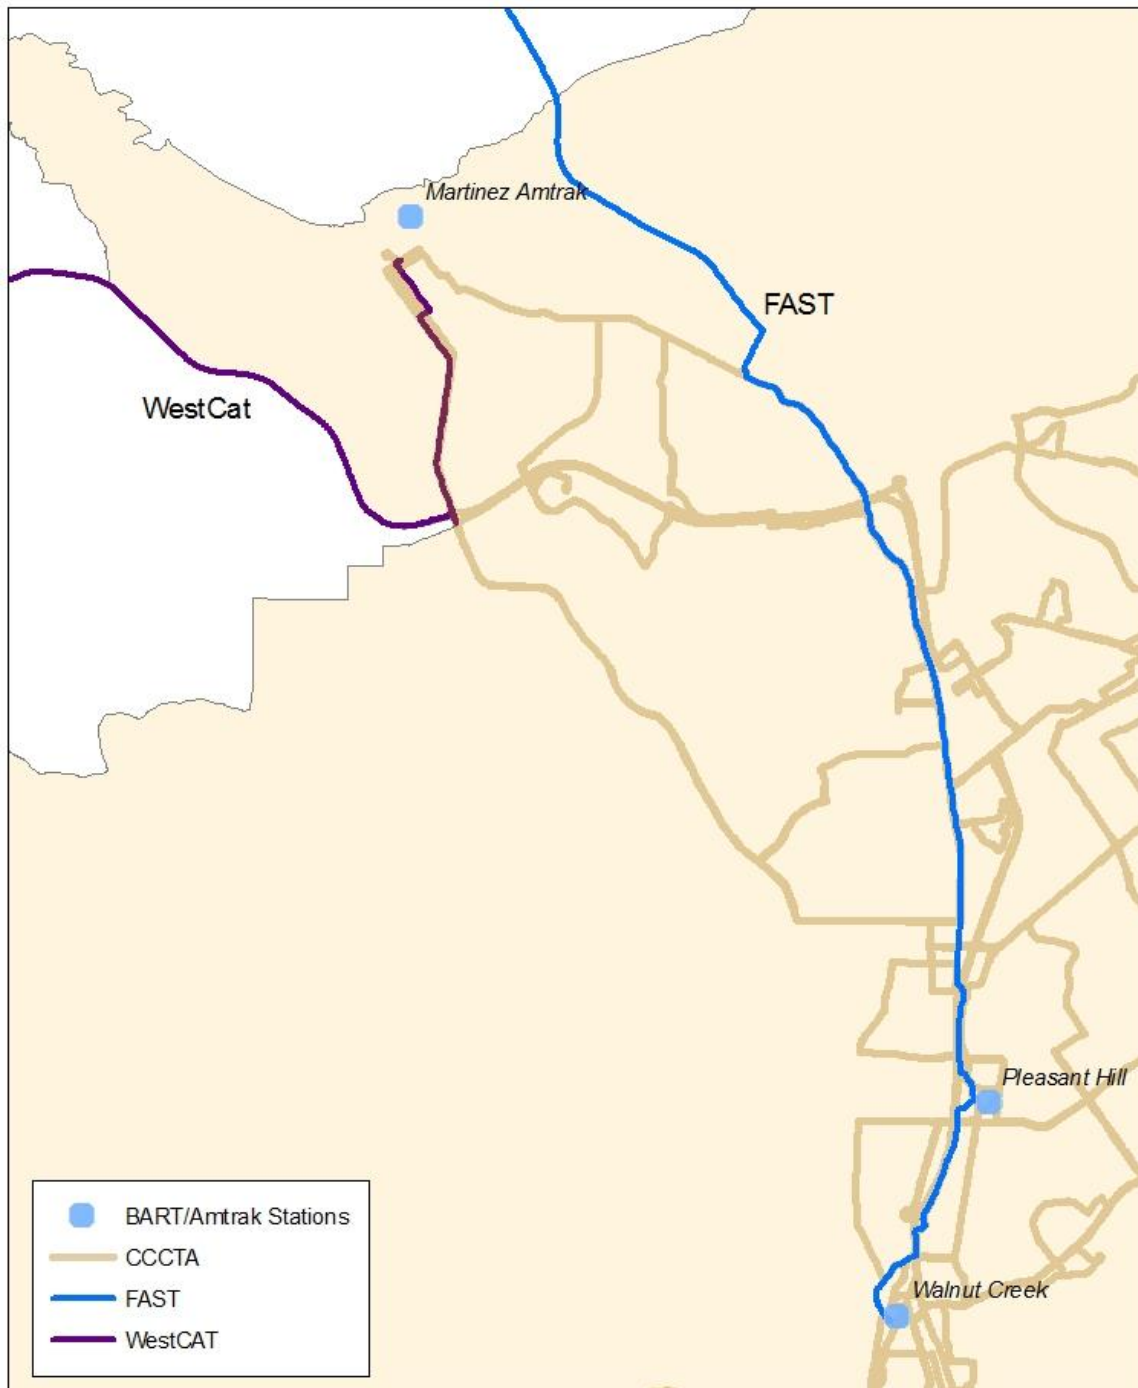 Martinez Amtrak
FAST
WestCat
Pleasant Hill
Walnut Creek
BART/Amtrak Stations
CCCTA
FAST
WestCAT